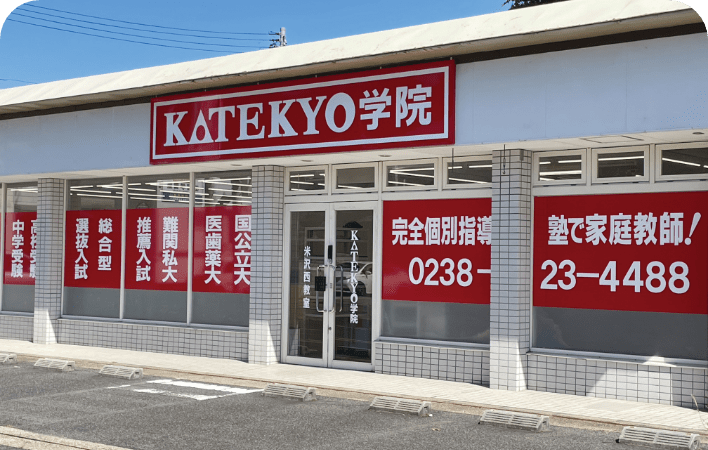 KATEKYO学院
高校受験
中学受験
総合型
選抜入試
推薦入試
難関私大
医歯薬大
国公立大
米沢西教室
KATEKYO学院
完全個別指導
0238-
塾で家庭教師!
23-4488